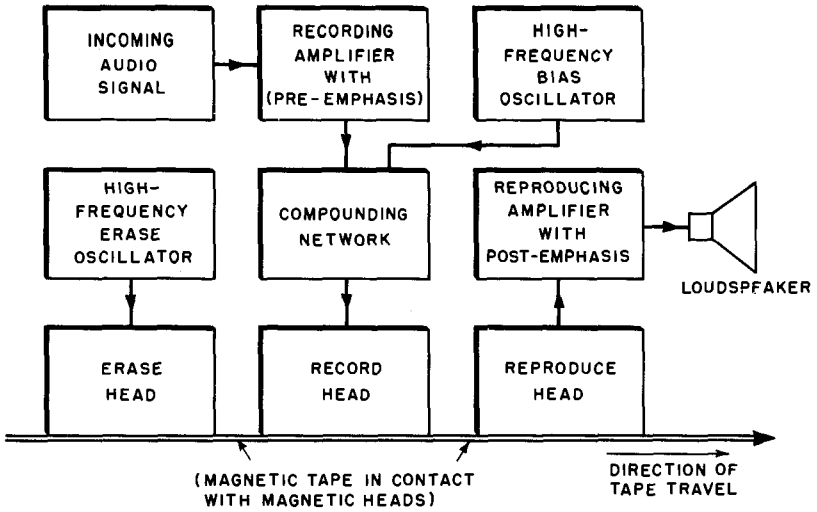 INCOMING
AUDIO
SIGNAL
RECORDING
AMPLIFIER
WITH
(PRE-EMPHASIS)
HIGH-
FREQUENCY
BIAS
OSCILLATOR
HIGH-
FREQUENCY
ERASE
OSCILLATOR
COMPOUNDING
NETWORK
REPRODUCING
AMPLIFIER
WITH
POST-EMPHASIS
LOUDSPFAKER
ERASE
HEAD
RECORD
HEAD
REPRODUCE
HEAD
(MAGNETIC TAPE IN CONTACT
WITH MAGNETIC HEADS)
DIRECTION OF
TAPE TRAVEL